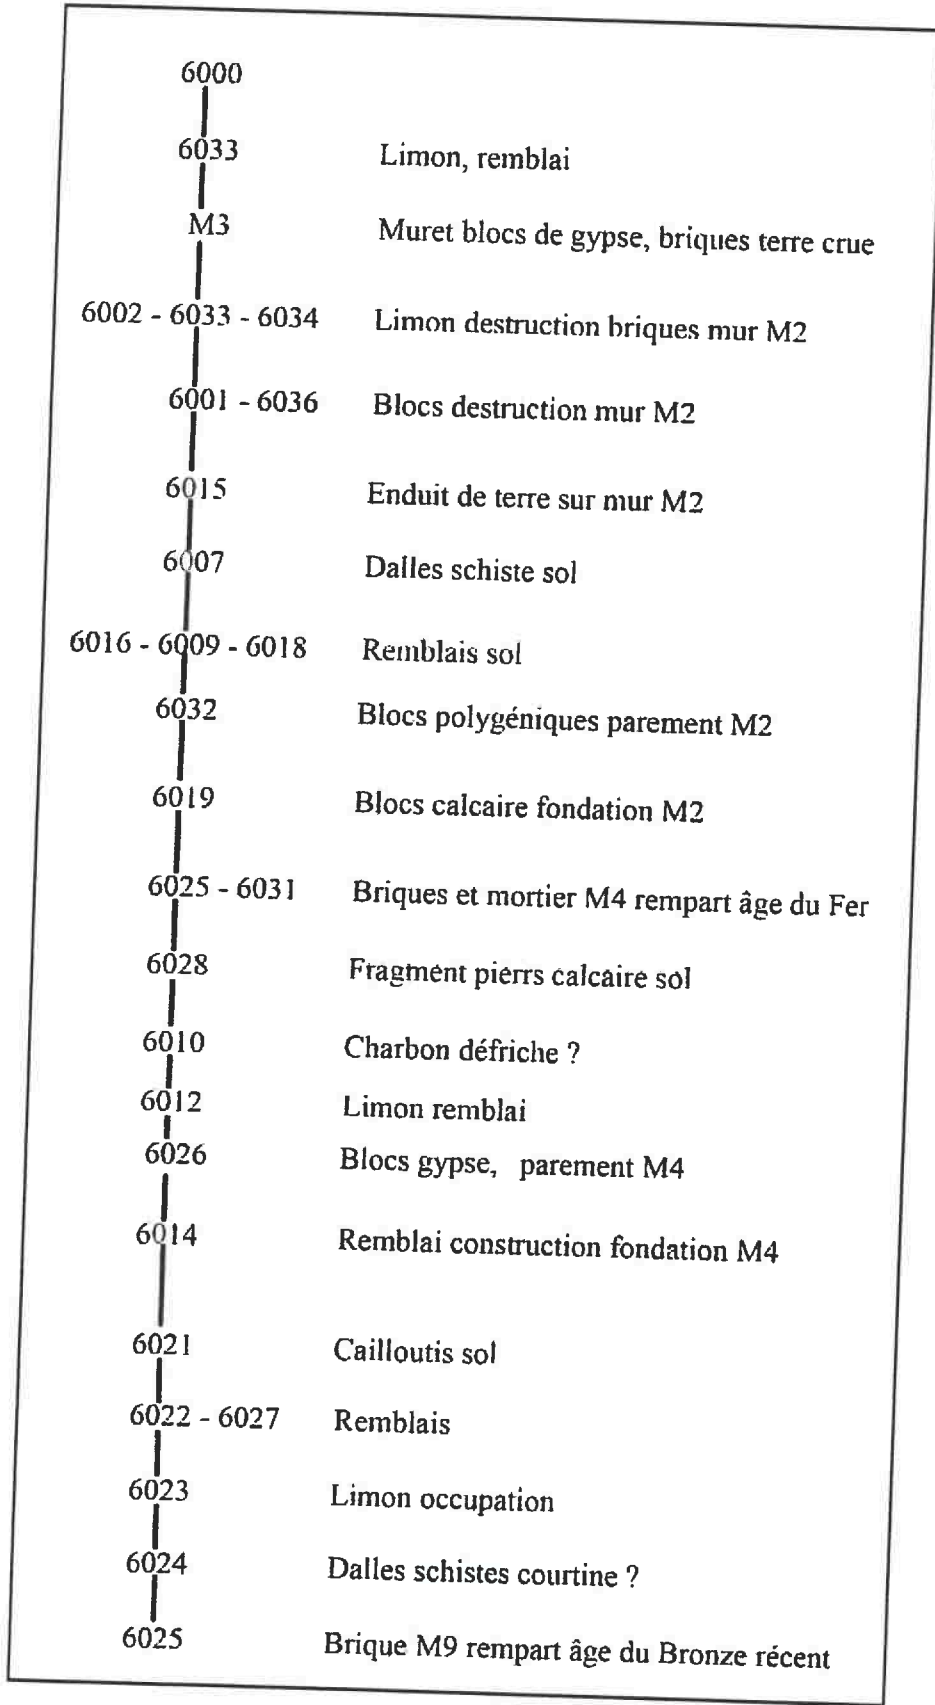 6000
6033 Limon, remblai
M3 Muret blocs de gypse, briques terre crue
6002 - 6033 - 6034 Limon destruction briques mur M2
6001 - 6036 Blocs destruction mur M2
6015 Enduit de terre sur mur M2
6007 Dalles schiste sol
6016 - 6009 - 6018 Remblais sol
6032 Blocs polygéniques parement M2
6019 Blocs calcaire fondation M2
6025 - 6031 Briques et mortier M4 rempart âge du Fer
6028 Fragment pierrs calcaire sol
6010 Charbon défriche ?
6012 Limon remblai
6026 Blocs gypse, parement M4
6014 Remblai construction fondation M4
6021 Cailloutis sol
6022 - 6027 Remblais
6023 Limon occupation
6024 Dalles schistes courtine ?
6025 Brique M9 rempart âge du Bronze récent